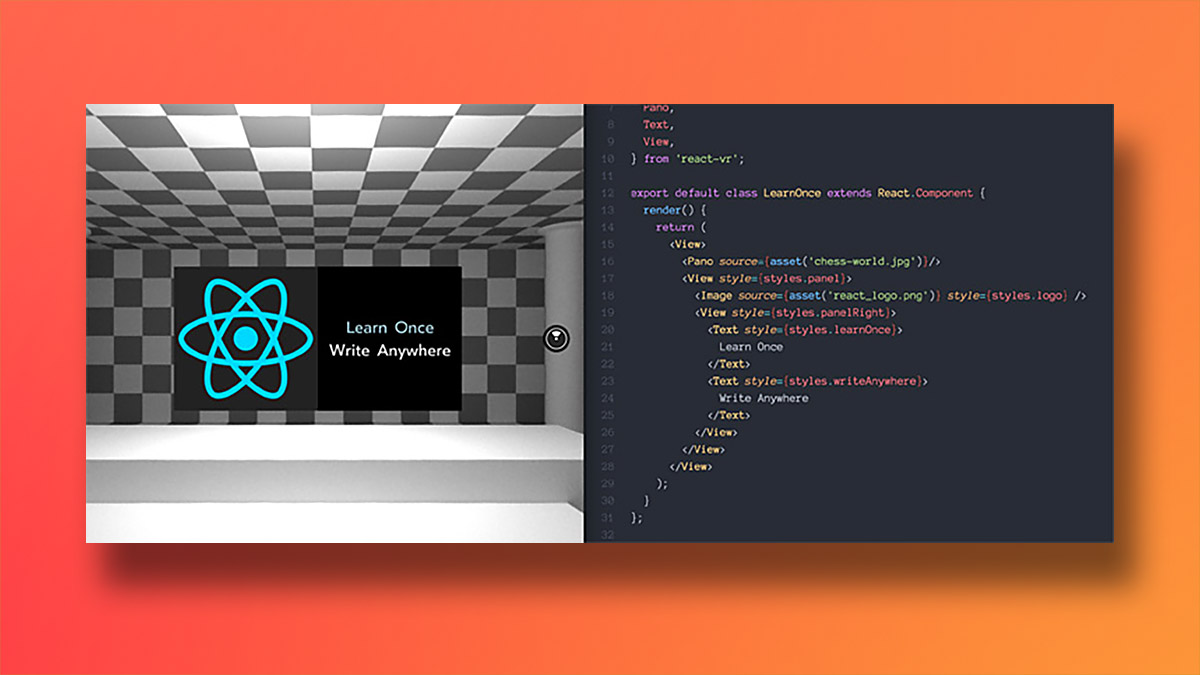 Learn Once
Write Anywhere
7 Pano,
8 Text,
9 View,
10 } from 'react-vr';
11
12 export default class LearnOnce extends React.Component {
13 render() {
14 return (
15 <View>
16 <Pano source={asset('chess-world.jpg')}/>
17 <View style={styles.panel}>
18 <Image source={asset('react_logo.png')} style={styles.logo} />
19 <View style={styles.panelRight}>
20 <Text style={styles.learnOnce}>
21 Learn Once
22 </Text>
23 <Text style={styles.writeAnywhere}>
24 Write Anywhere
25 </Text>
26 </View>
27 </View>
28 </View>
29 );
30 }
31 };
32